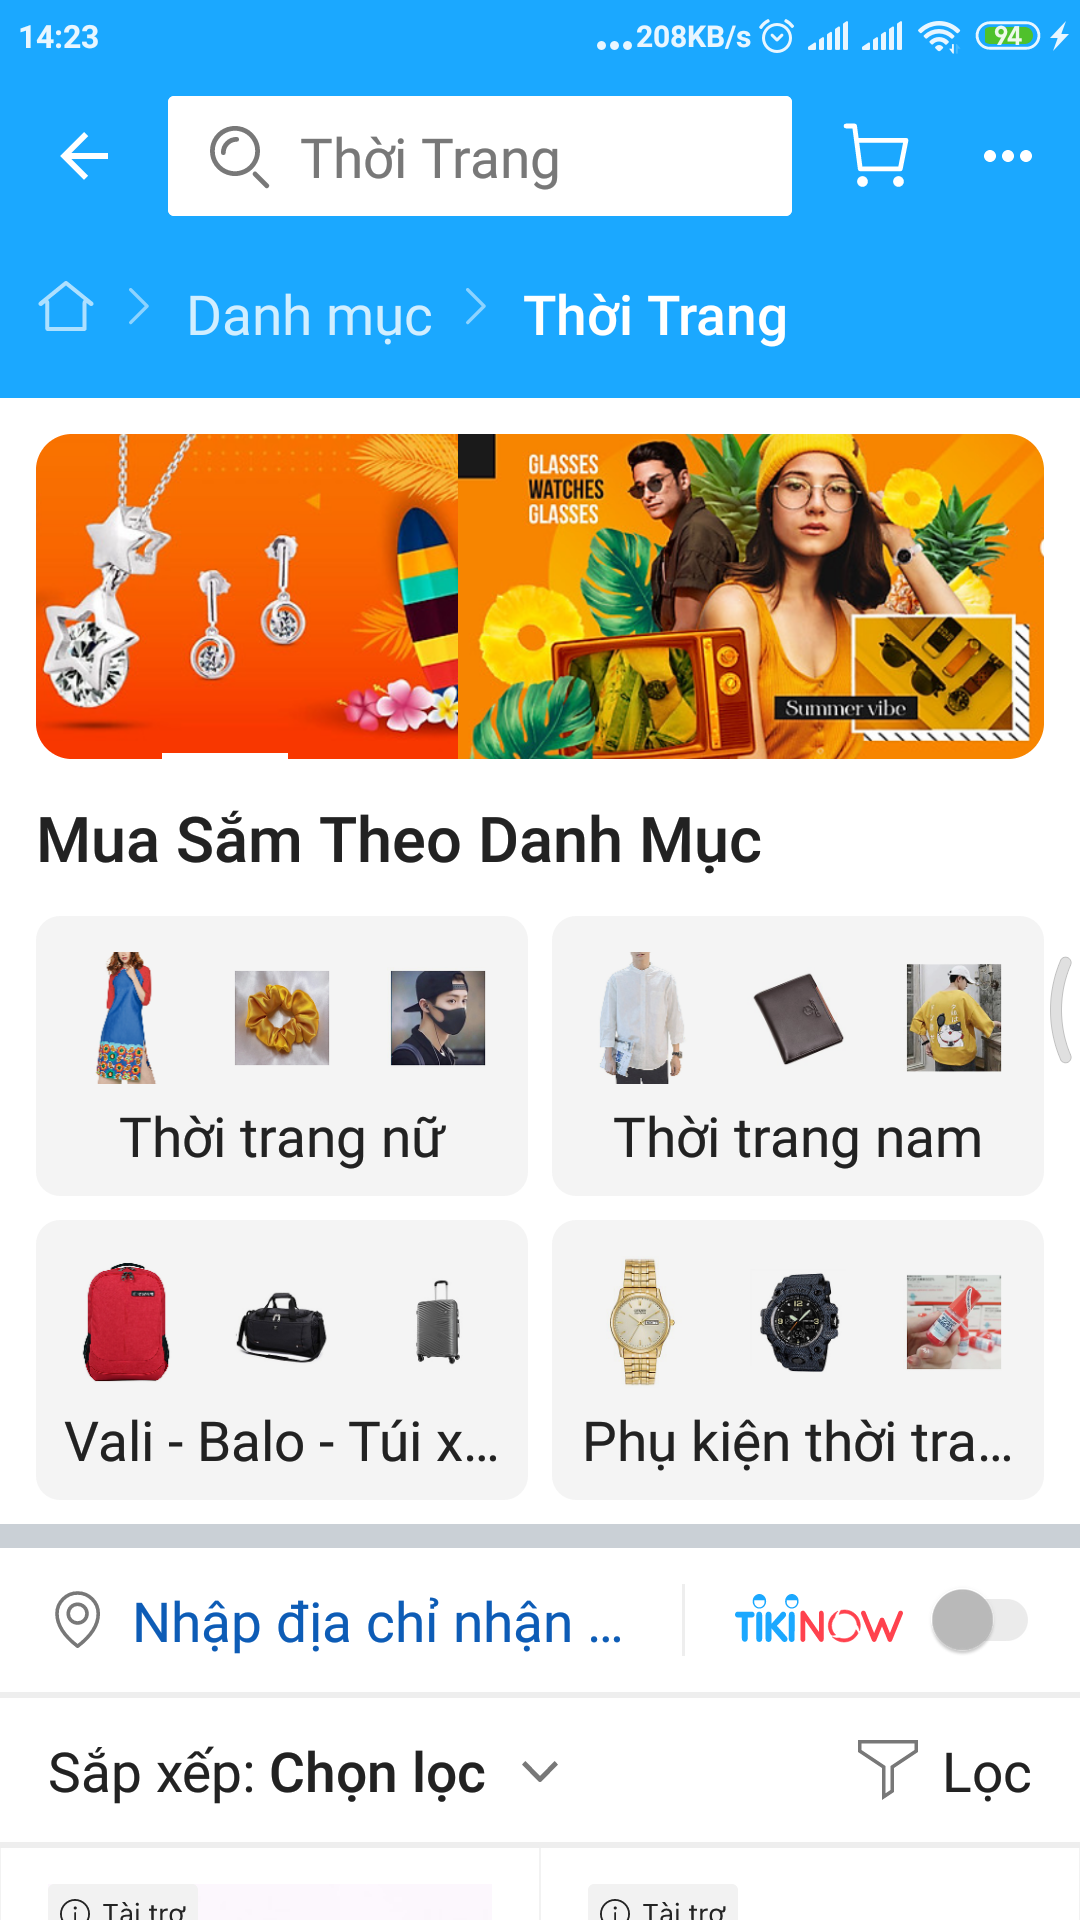 14:23
...208KB/s
94
Thời Trang
Danh mục
Thời Trang
GLASSES
WATCHES
GLASSES
Summer vibe
Mua Sắm Theo Danh Mục
Thời trang nữ
Thời trang nam
Vali - Balo - Túi x...
Phụ kiện thời tra...
Nhập địa chỉ nhận ...
TIKINOW
Sắp xếp: Chọn lọc
Lọc
Tài trợ
Tài trợ